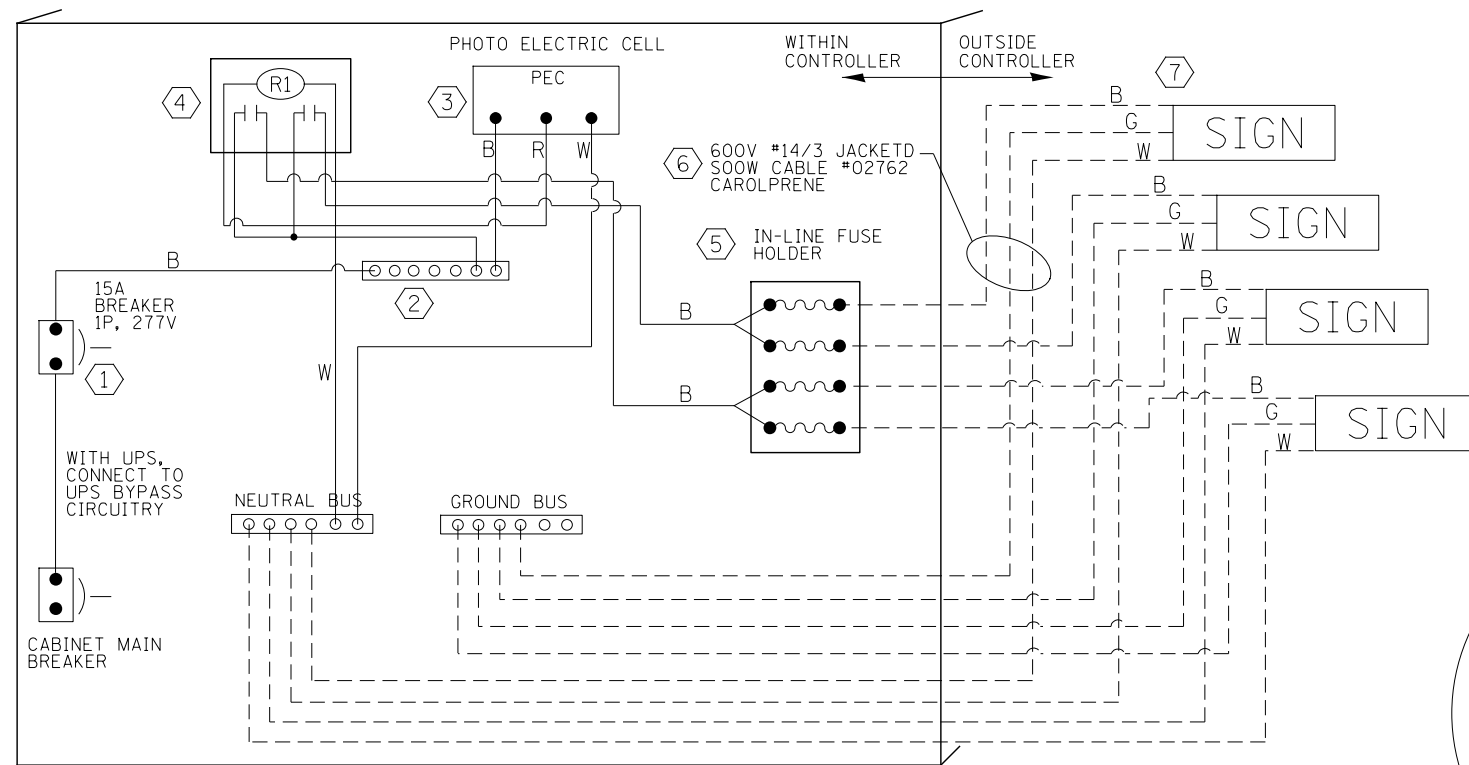 PHOTO ELECTRIC CELL
WITHIN
CONTROLLER
OUTSIDE
CONTROLLER
R1
PEC
4
3
7
B
R
W
6
600V #14/3 JACKETD
SOOW CABLE #02762
CAROLPRENE
B
G
W
SIGN
B
G
W
SIGN
5
IN-LINE FUSE
HOLDER
B
2
15A
BREAKER
1P, 277V
1
W
B
B
B
G
W
SIGN
B
G
W
SIGN
WITH UPS,
CONNECT TO
UPS BYPASS
CIRCUITRY
NEUTRAL BUS
GROUND BUS
CABINET MAIN
BREAKER